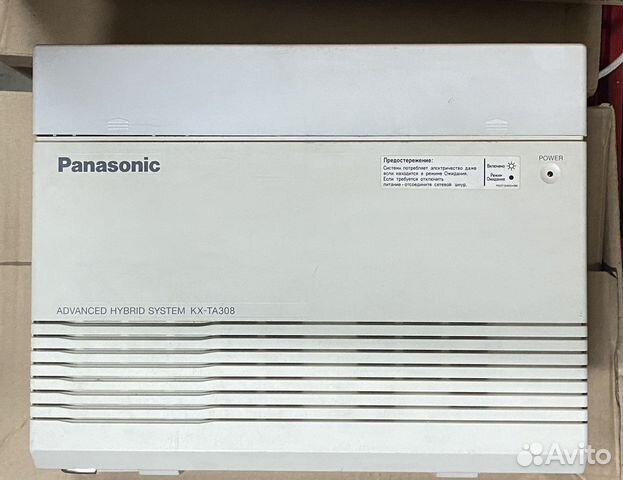 Panasonic
Предостережение:
Система потребляет электричество даже
если находится в режиме Ожидания.
Если требуется отключить
питание-отсоедините сетевой шнур.
Включено
Режим
Ожидания
POWER
ADVANCED HYBRID SYSTEM KX-TA308
Avito